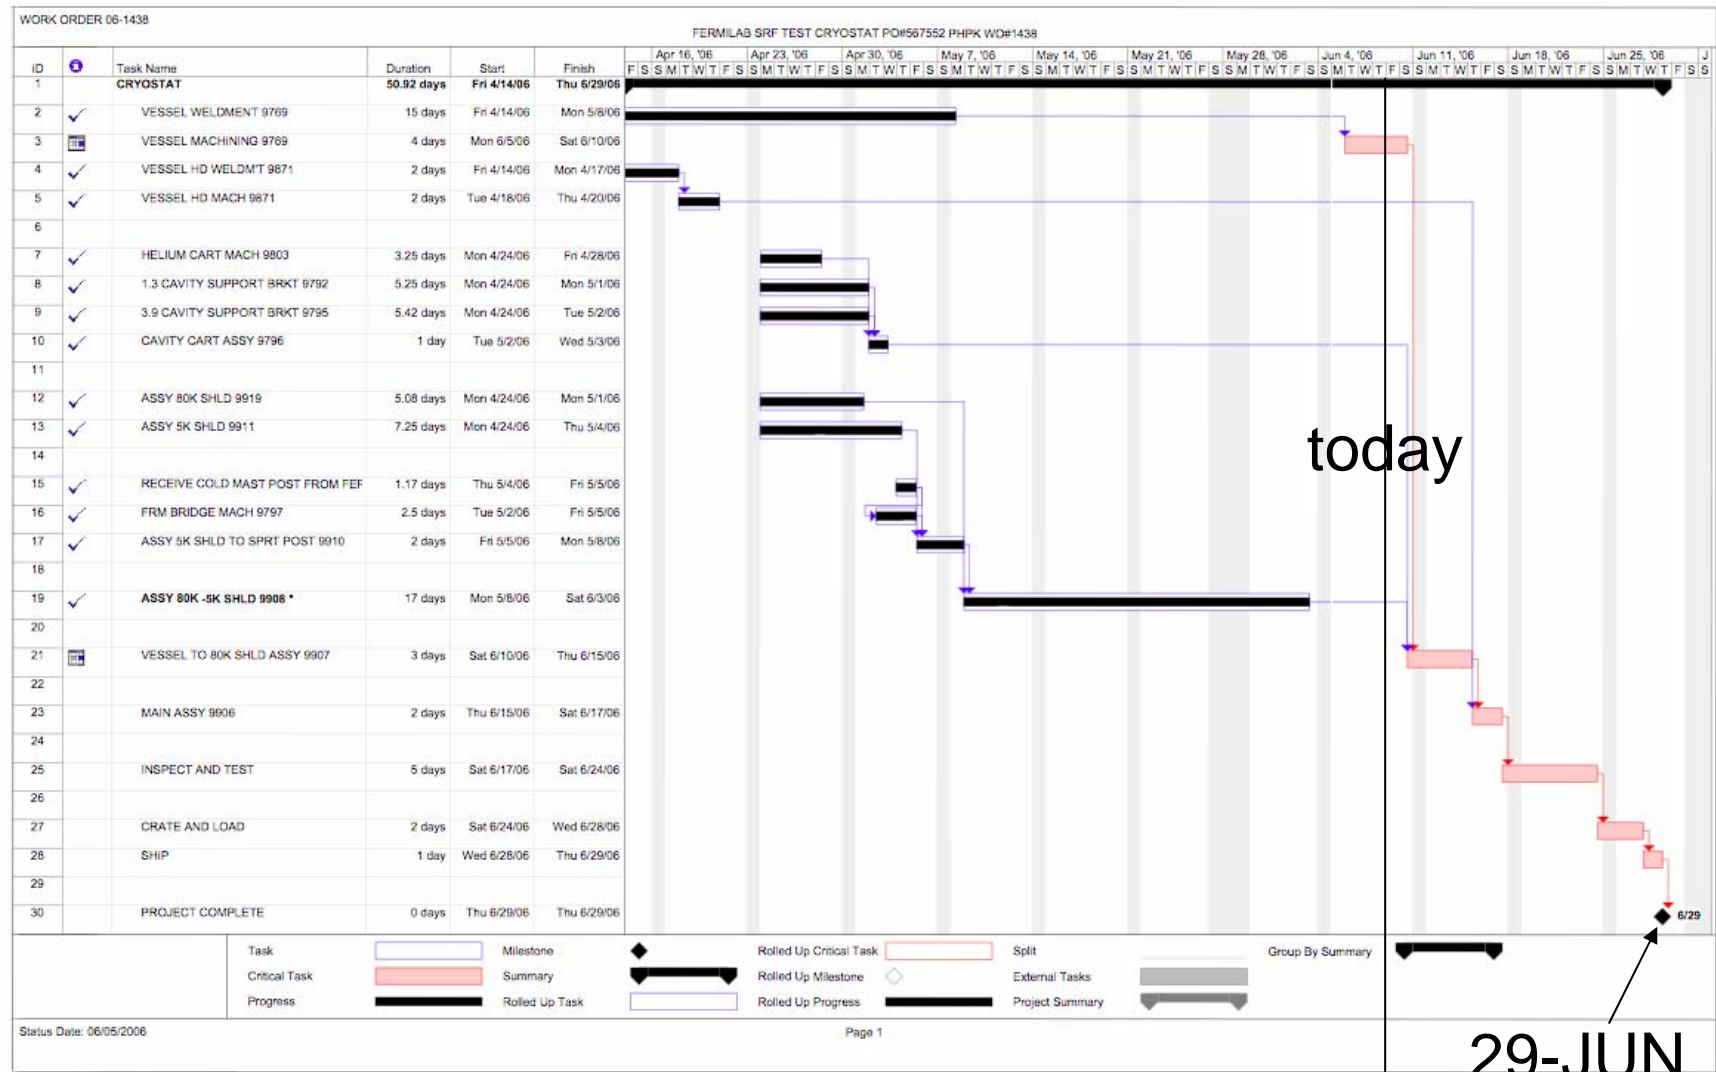 WORK ORDER 06-1438
FERMILAB SRF TEST CRYOSTAT PO#567552 PHPK WO#1438
Apr 16, '06 Apr 23, '06 Apr 30, '06 May 7, '06 May 14, '06 May 21, '06 May 28, '06 Jun 4, '06 Jun 11, '06 Jun 18, '06 Jun 25, '06 J
ID Task Name Duration Start Finish F S S M T W T F S S M T W T F S S M T W T F S S M T W T F S S M T W T F S S M T W T F S S M T W T F S S M T W T F S S M T W T F S S M T W T F S S M T W T F S S M T W T F S S
1 CRYOSTAT 50.92 days Fri 4/14/06 Thu 6/29/06
2 VESSEL WELDMENT 9769 15 days Fri 4/14/06 Mon 5/8/06
3 VESSEL MACHINING 9769 4 days Mon 6/5/06 Sat 6/10/06
4 VESSEL HD WELDM'T 9871 2 days Fri 4/14/06 Mon 4/17/06
5 VESSEL HD MACH 9871 2 days Tue 4/18/06 Thu 4/20/06
6
7 HELIUM CART MACH 9803 3.25 days Mon 4/24/06 Fri 4/28/06
8 1.3 CAVITY SUPPORT BRKT 9792 5.25 days Mon 4/24/06 Mon 5/1/06
9 3.9 CAVITY SUPPORT BRKT 9795 5.42 days Mon 4/24/06 Tue 5/2/06
10 CAVITY CART ASSY 9796 1 day Tue 5/2/06 Wed 5/3/06
11
12 ASSY 80K SHLD 9919 5.08 days Mon 4/24/06 Mon 5/1/06
13 ASSY 5K SHLD 9911 7.25 days Mon 4/24/06 Thu 5/4/06
today
14
15 RECEIVE COLD MAST POST FROM FEF 1.17 days Thu 5/4/06 Fri 5/5/06
16 FRM BRIDGE MACH 9797 2.5 days Tue 5/2/06 Fri 5/5/06
17 ASSY 5K SHLD TO SPRT POST 9910 2 days Fri 5/5/06 Mon 5/8/06
18
19 ASSY 80K -5K SHLD 9908 * 17 days Mon 5/8/06 Sat 6/3/06
20
21 VESSEL TO 80K SHLD ASSY 9907 3 days Sat 6/10/06 Thu 6/15/06
22
23 MAIN ASSY 9906 2 days Thu 6/15/06 Sat 6/17/06
24
25 INSPECT AND TEST 5 days Sat 6/17/06 Sat 6/24/06
26
27 CRATE AND LOAD 2 days Sat 6/24/06 Wed 6/28/06
28 SHIP 1 day Wed 6/28/06 Thu 6/29/06
29
30 PROJECT COMPLETE 0 days Thu 6/29/06 Thu 6/29/06 6/29
Task Milestone Rolled Up Critical Task Split Group By Summary
Critical Task Summary Rolled Up Milestone External Tasks
Progress Rolled Up Task Rolled Up Progress Project Summary
Status Date: 06/05/2006 Page 1
29-JUN